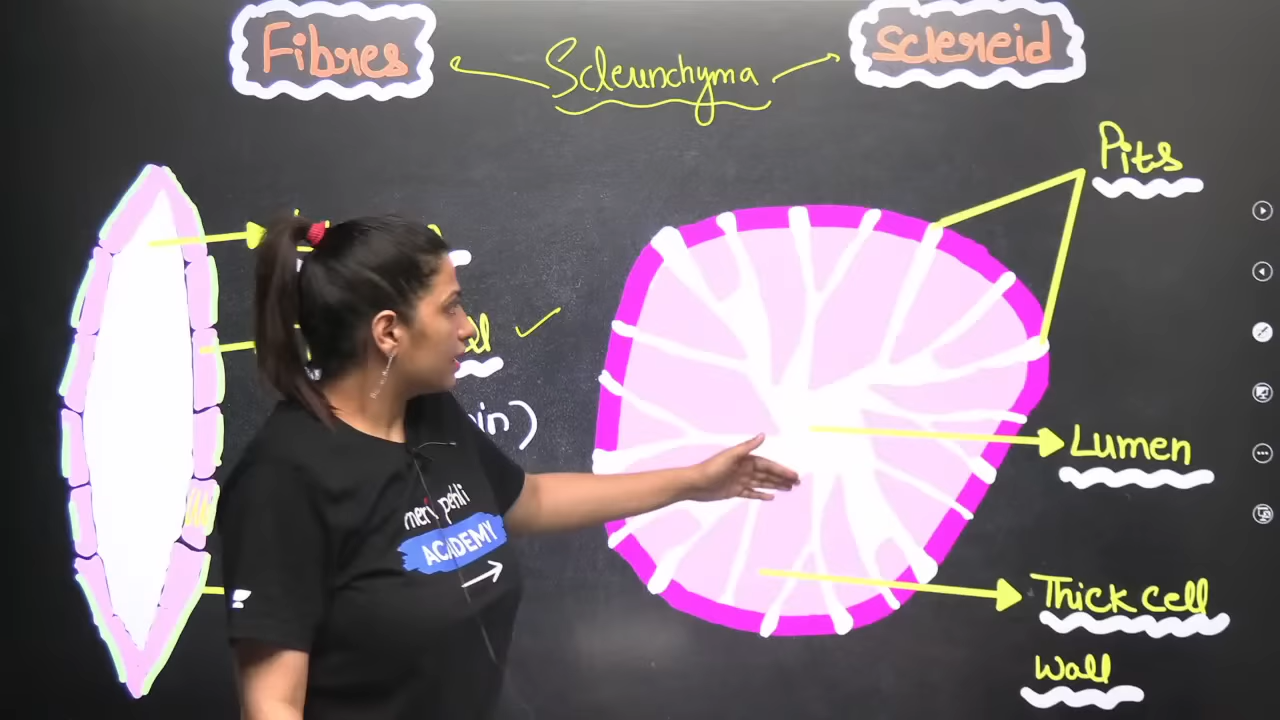 Fibres
Sclerenchyma
Sclereid
Pits
Lumen
Thick cell
Wall
meri pehli
ACADEMY